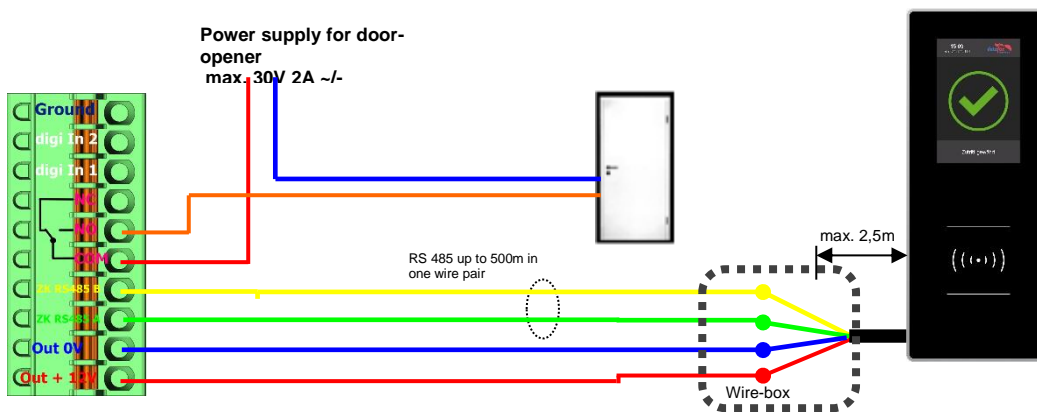 Power supply for door-
opener
max. 30V 2A ~/-
Ground
digi In 2
digi In 1
NC
NO
COM
ZK RS485 B
ZK RS485 A
Out 0V
Out + 12V
RS 485 up to 500m in
one wire pair
max. 2,5m
Wire-box